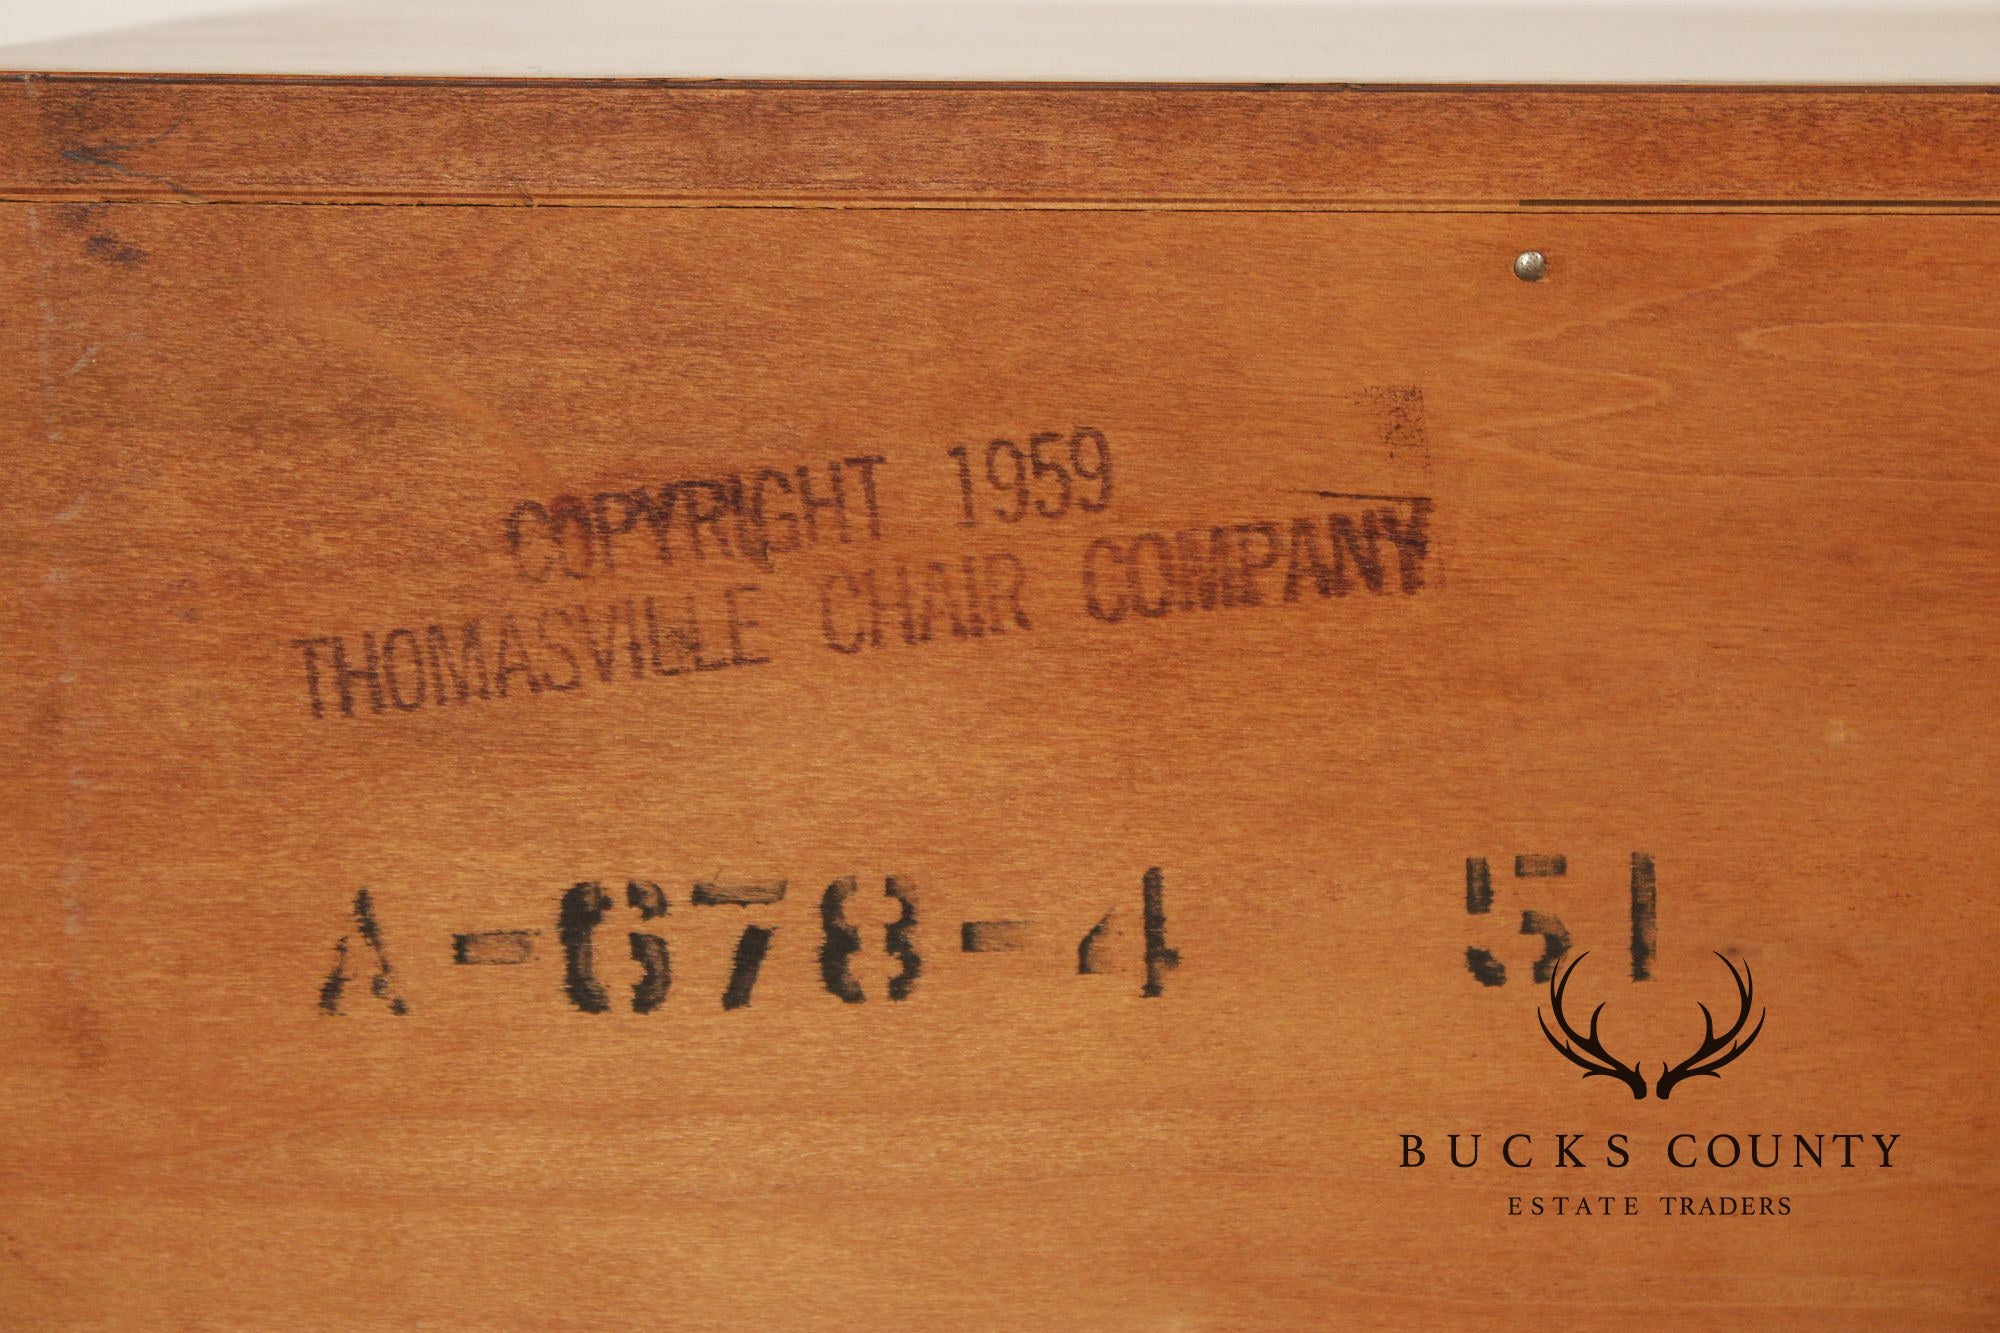 COPYRIGHT 1959
THOMASVILLE CHAIR COMPANY
A-678-4 51
BUCKS COUNTY
ESTATE TRADERS